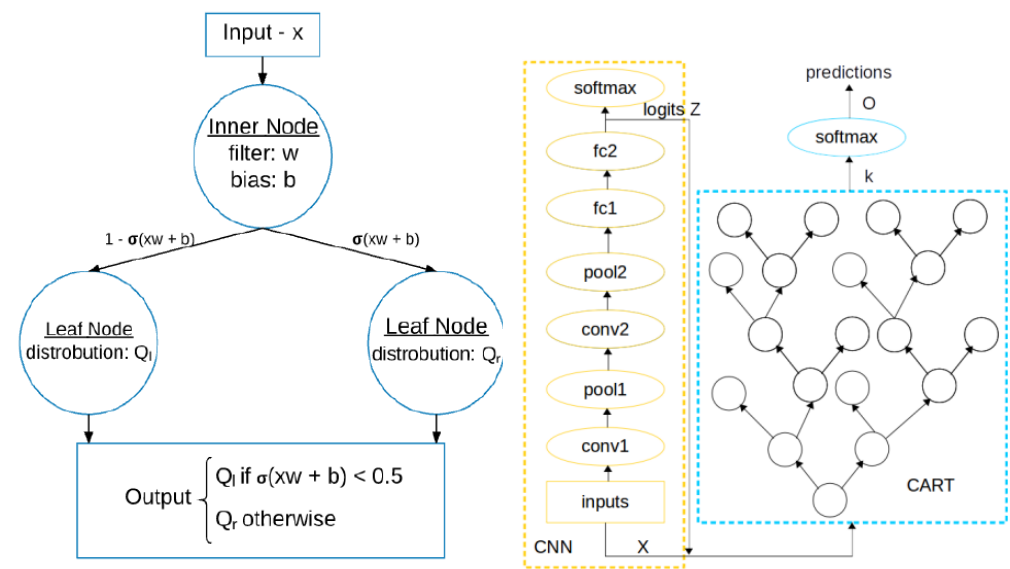 Input - x
Inner Node
filter: w
bias: b
1 - σ(xw + b)
σ(xw + b)
Leaf Node
distrobution: Qₗ
Leaf Node
distrobution: Qᵣ
Output
Qₗ if σ(xw + b) < 0.5
Qᵣ otherwise
softmax
logits Z
fc2
fc1
pool2
conv2
pool1
conv1
inputs
CNN
X
predictions
O
softmax
k
CART